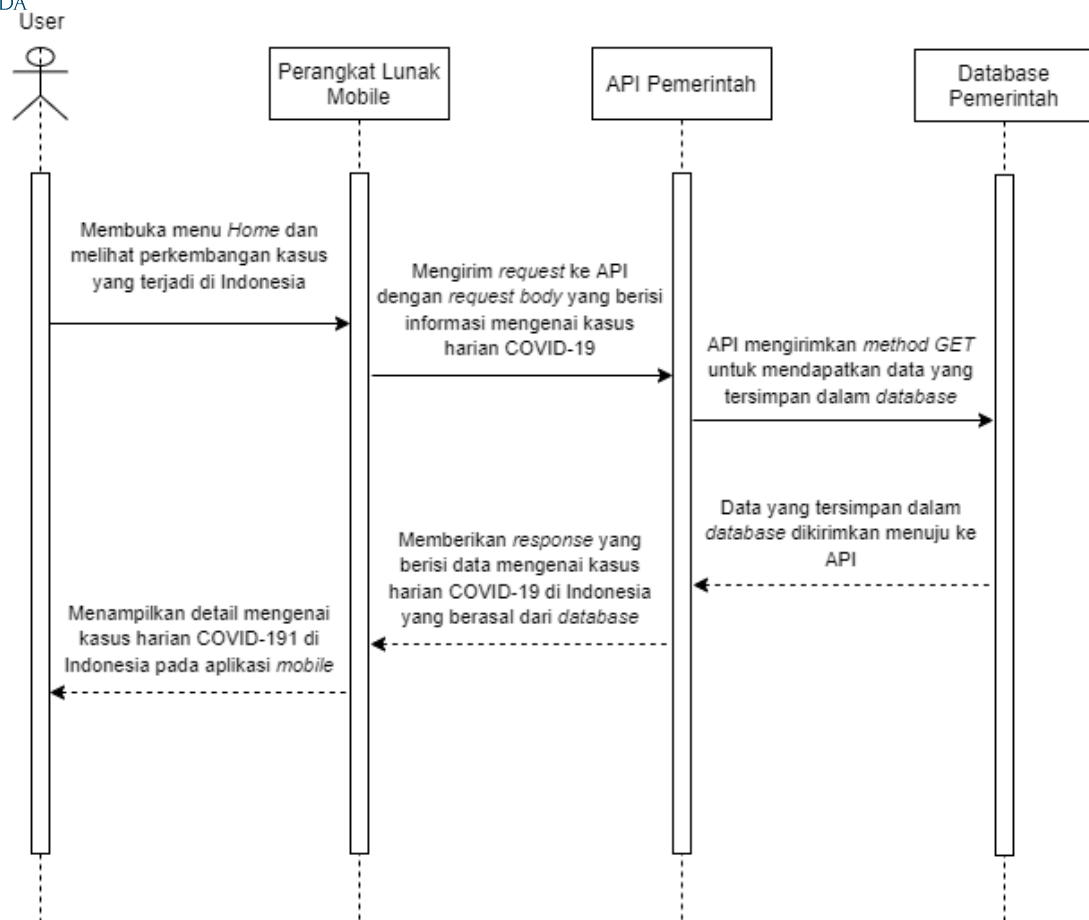 DA
User
Perangkat Lunak
Mobile
API Pemerintah
Database
Pemerintah
Membuka menu Home dan
melihat perkembangan kasus
yang terjadi di Indonesia
Mengirim request ke API
dengan request body yang berisi
informasi mengenai kasus
harian COVID-19
API mengirimkan method GET
untuk mendapatkan data yang
tersimpan dalam database
Data yang tersimpan dalam
database dikirimkan menuju ke
API
Memberikan response yang
berisi data mengenai kasus
harian COVID-19 di Indonesia
yang berasal dari database
Menampilkan detail mengenai
kasus harian COVID-191 di
Indonesia pada aplikasi mobile